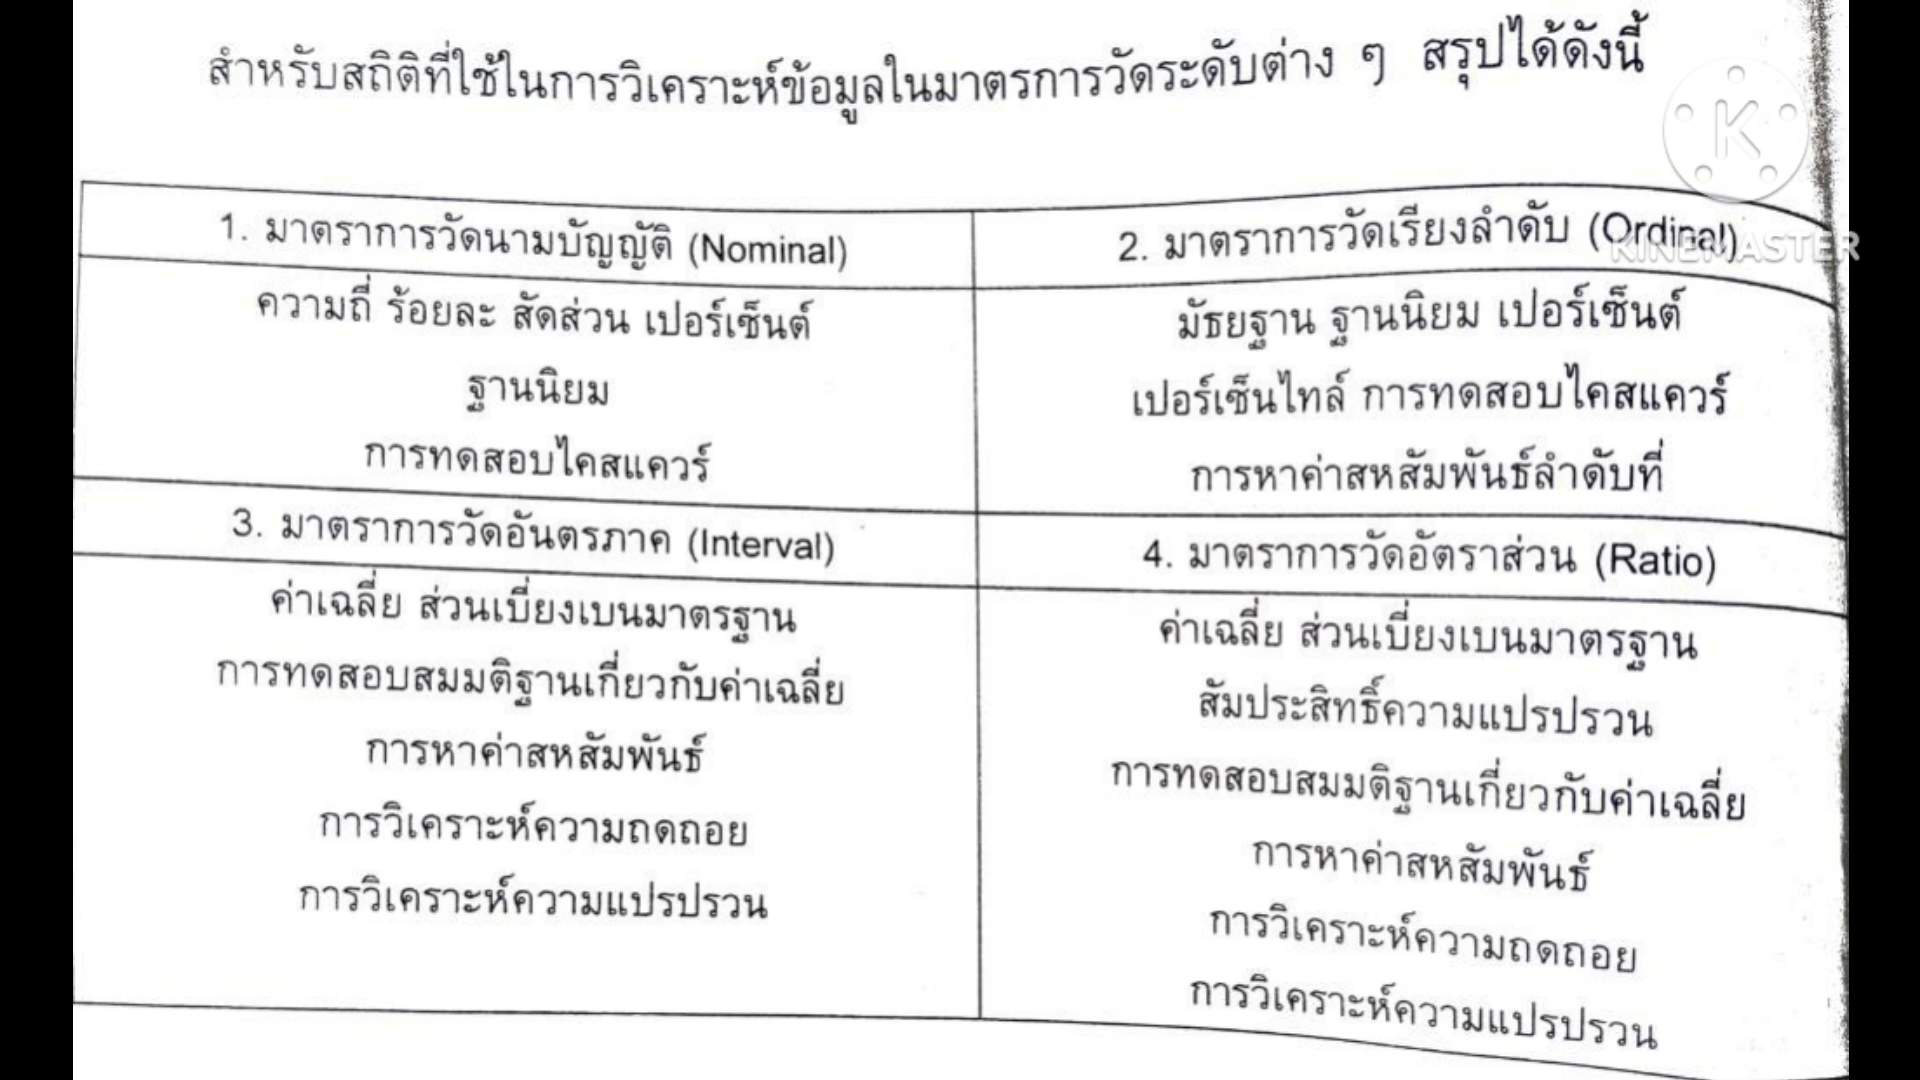 สำหรับสถิติที่ใช้ในการวิเคราะห์ข้อมูลในมาตรการวัดระดับต่าง ๆ สรุปได้ดังนี้
K
KINEMASTER
1. มาตราการวัดนามบัญญัติ (Nominal)
ความถี่ ร้อยละ สัดส่วน เปอร์เซ็นต์
ฐานนิยม
การทดสอบไคสแควร์
2. มาตราการวัดเรียงลำดับ (Ordinal)
มัธยฐาน ฐานนิยม เปอร์เซ็นต์
เปอร์เซ็นไทล์ การทดสอบไคสแควร์
การหาค่าสหสัมพันธ์ลำดับที่
3. มาตราการวัดอันตรภาค (Interval)
ค่าเฉลี่ย ส่วนเบี่ยงเบนมาตรฐาน
การทดสอบสมมติฐานเกี่ยวกับค่าเฉลี่ย
การหาค่าสหสัมพันธ์
การวิเคราะห์ความถดถอย
การวิเคราะห์ความแปรปรวน
4. มาตราการวัดอัตราส่วน (Ratio)
ค่าเฉลี่ย ส่วนเบี่ยงเบนมาตรฐาน
สัมประสิทธิ์ความแปรปรวน
การทดสอบสมมติฐานเกี่ยวกับค่าเฉลี่ย
การหาค่าสหสัมพันธ์
การวิเคราะห์ความถดถอย
การวิเคราะห์ความแปรปรวน